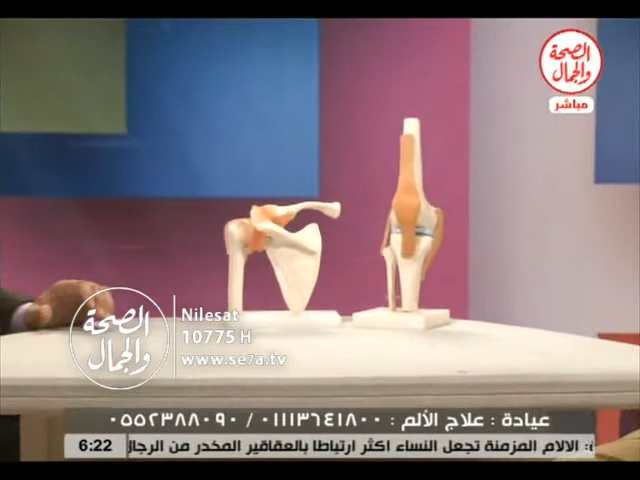 الصحة
والجمال
مباشر
الصحة
والجمال
Nilesat
10775 H
www.se7a.tv
عيادة : علاج الألم : ٠١١١٣٦٤١٨٠٠ / ٠٥٥٢٣٨٨٠٩٠
: الالام المزمنة تجعل النساء اكثر ارتباطا بالعقاقير المخدر من الرجال
6:22